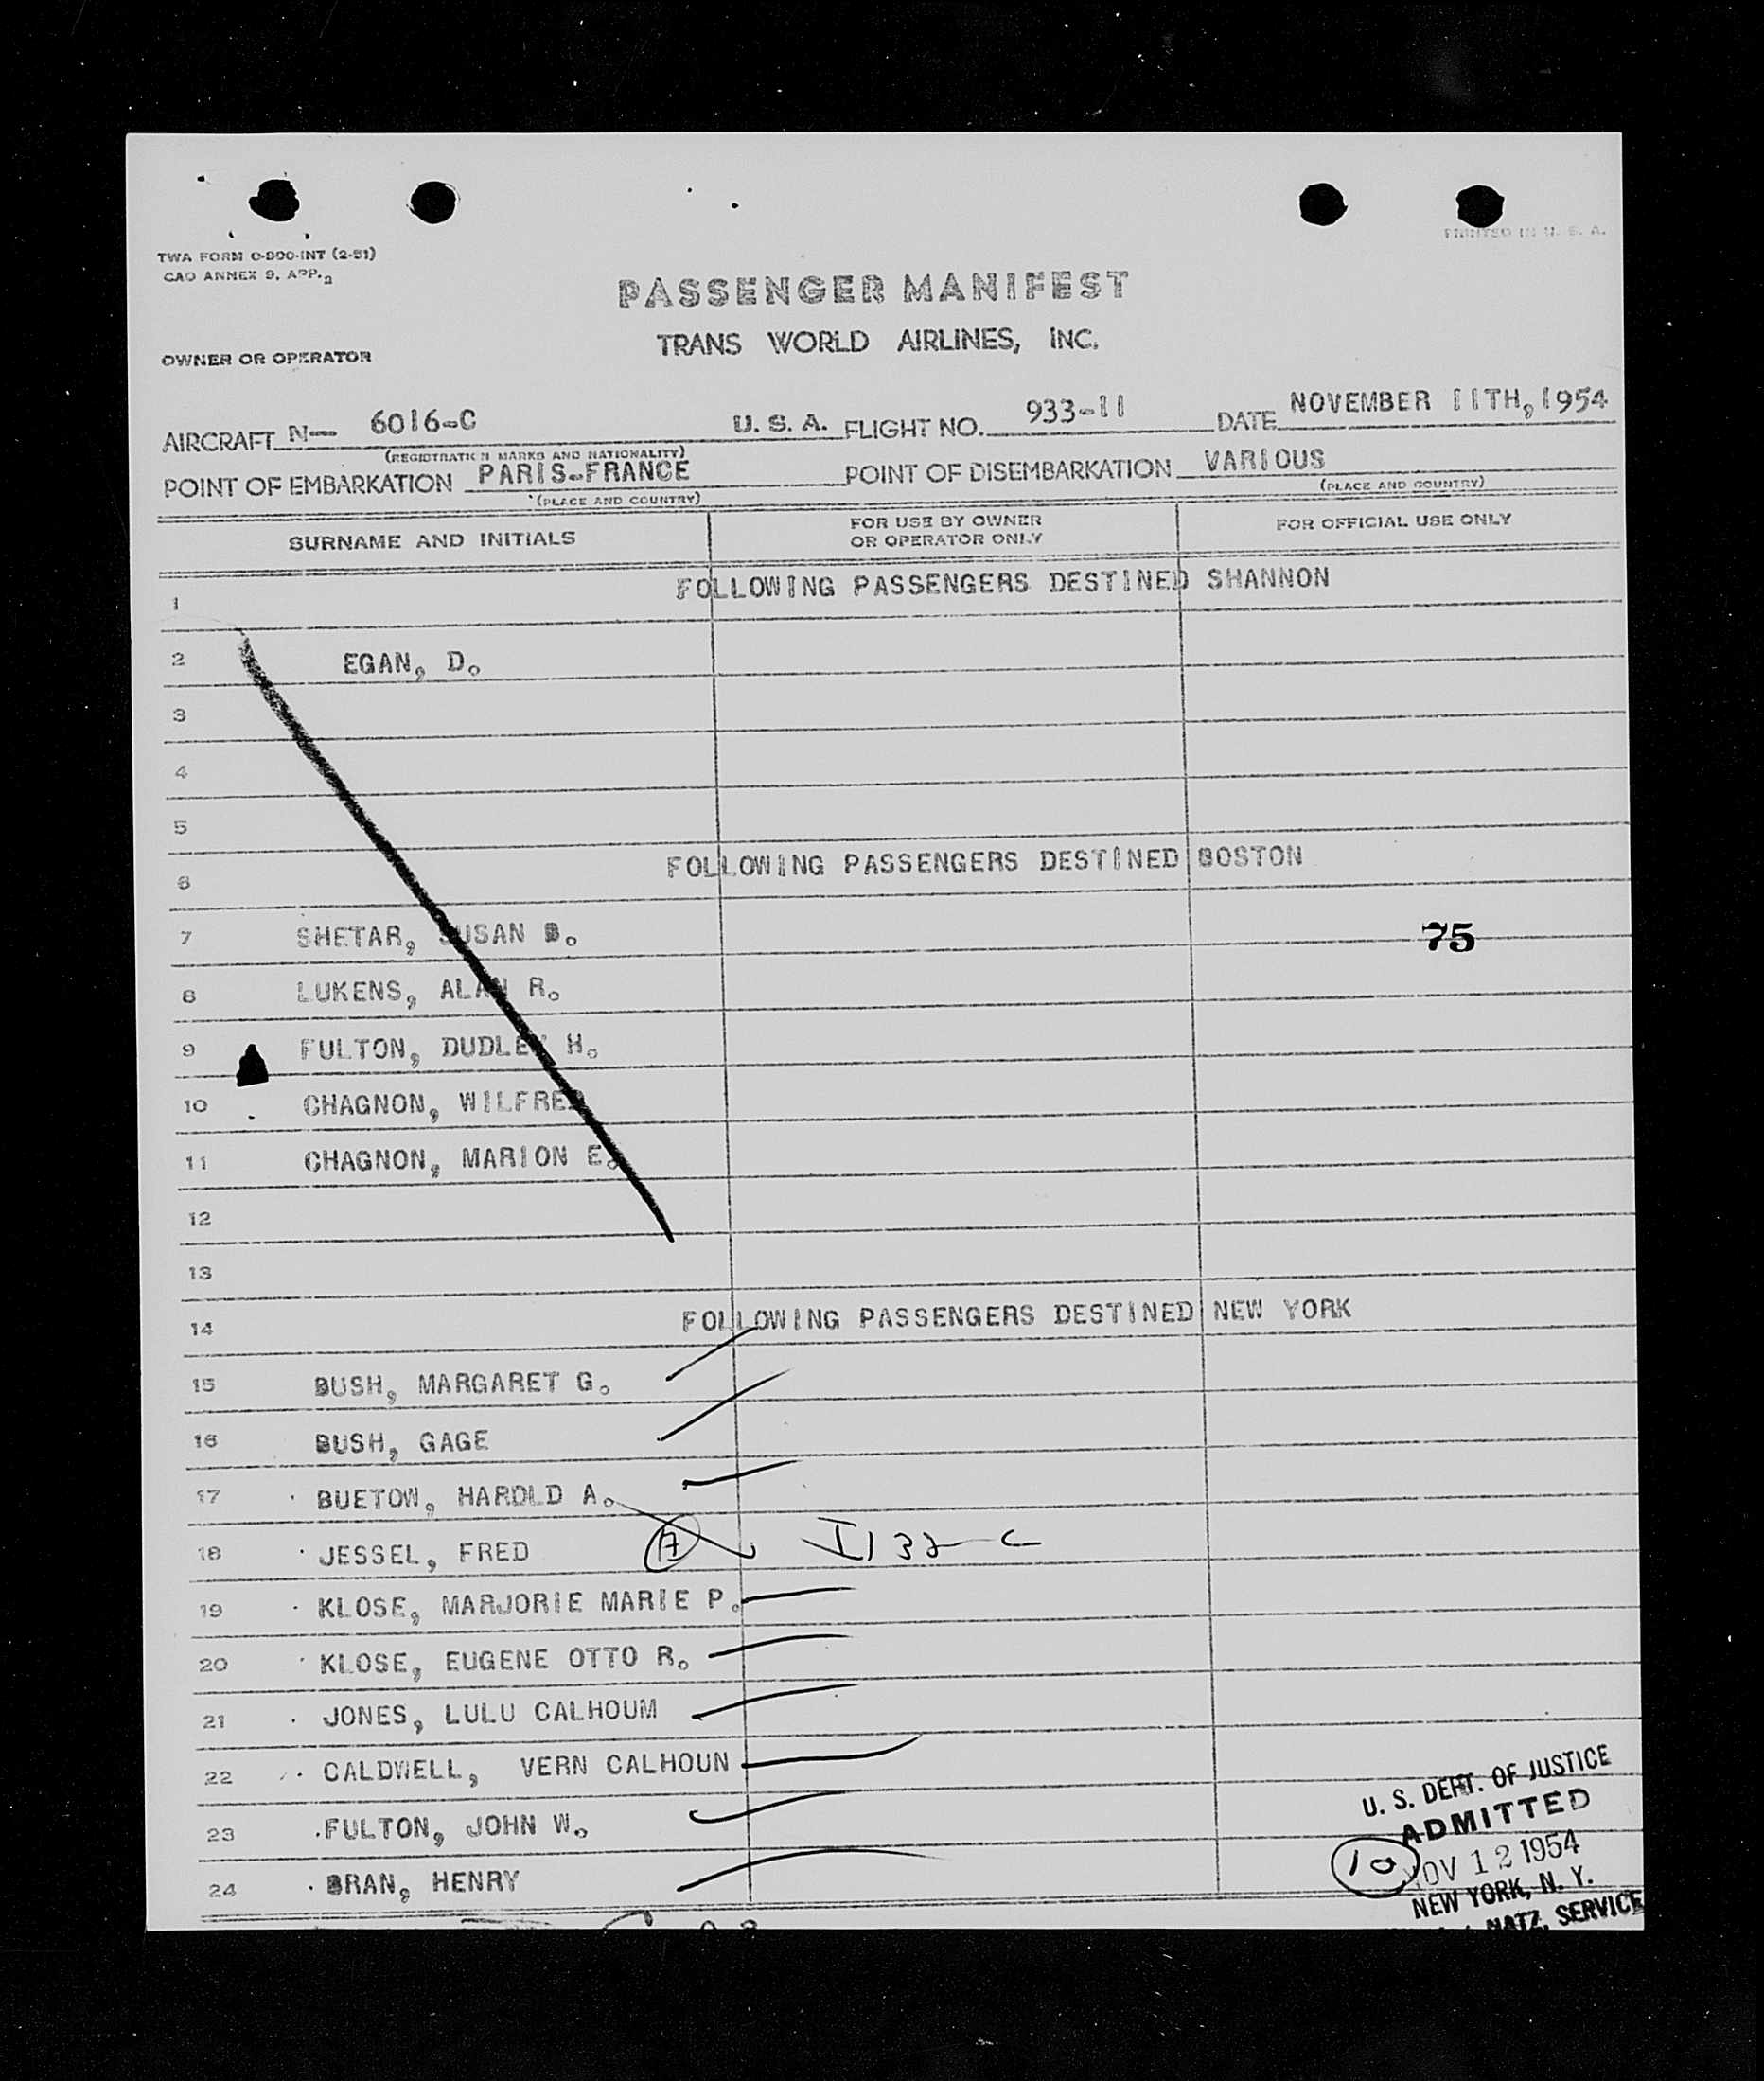 PRINTED IN U. S. A.
TWA FORM O-800-INT (2-51)
CAO ANNEX 9, APP. 2
PASSENGER MANIFEST
TRANS WORLD AIRLINES, INC.
OWNER OR OPERATOR
AIRCRAFT N- 6016-C U. S. A. FLIGHT NO. 933-11 DATE NOVEMBER 11TH, 1954
(REGISTRATION MARKS AND NATIONALITY)
POINT OF EMBARKATION PARIS-FRANCE POINT OF DISEMBARKATION VARIOUS
(PLACE AND COUNTRY) (PLACE AND COUNTRY)
SURNAME AND INITIALS FOR USE BY OWNER OR OPERATOR ONLY FOR OFFICIAL USE ONLY
1 FOLLOWING PASSENGERS DESTINED SHANNON
2 EGAN, D.
3
4
5
6 FOLLOWING PASSENGERS DESTINED BOSTON
7 SHETAR, SUSAN B. 75
8 LUKENS, ALAN R.
9 FULTON, DUDLEY H.
10 CHAGNON, WILFRED
11 CHAGNON, MARION E.
12
13
14 FOLLOWING PASSENGERS DESTINED NEW YORK
15 BUSH, MARGARET G.
16 BUSH, GAGE
17 BUETOW, HAROLD A.
18 JESSEL, FRED A I 132-C
19 KLOSE, MARJORIE MARIE P.
20 KLOSE, EUGENE OTTO R.
21 JONES, LULU CALHOUM
22 CALDWELL, VERN CALHOUN
23 FULTON, JOHN W.
24 BRAN, HENRY
U. S. DEPT. OF JUSTICE
ADMITTED
10 NOV 12 1954
NEW YORK, N. Y.
NATZ. SERVICE